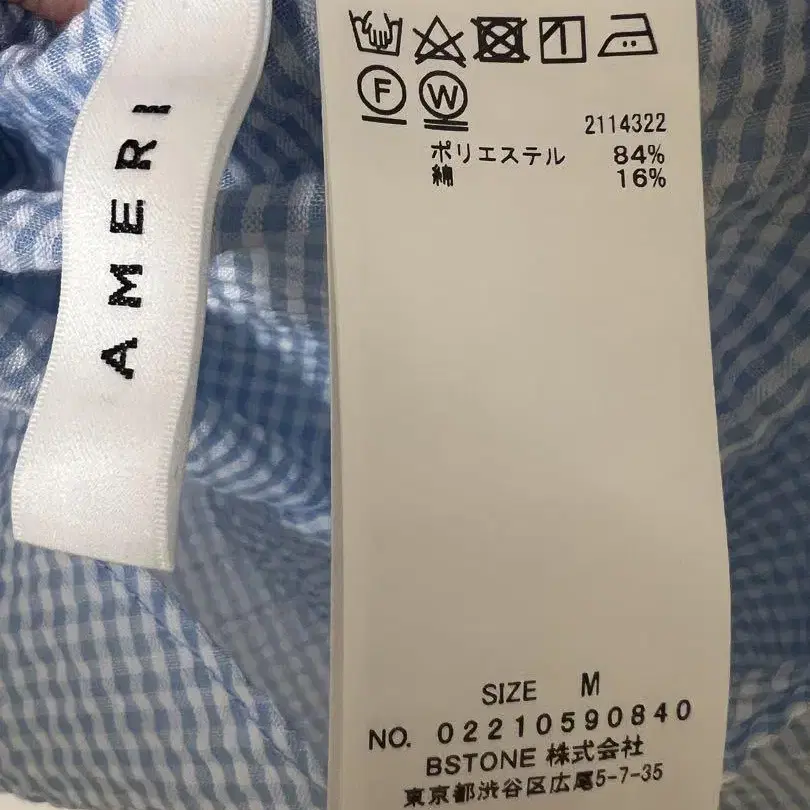 AMERI
F W
2114322
ポリエステル 84%
綿 16%
SIZE M
NO. 02210590840
BSTONE 株式会社
東京都渋谷区広尾5-7-35